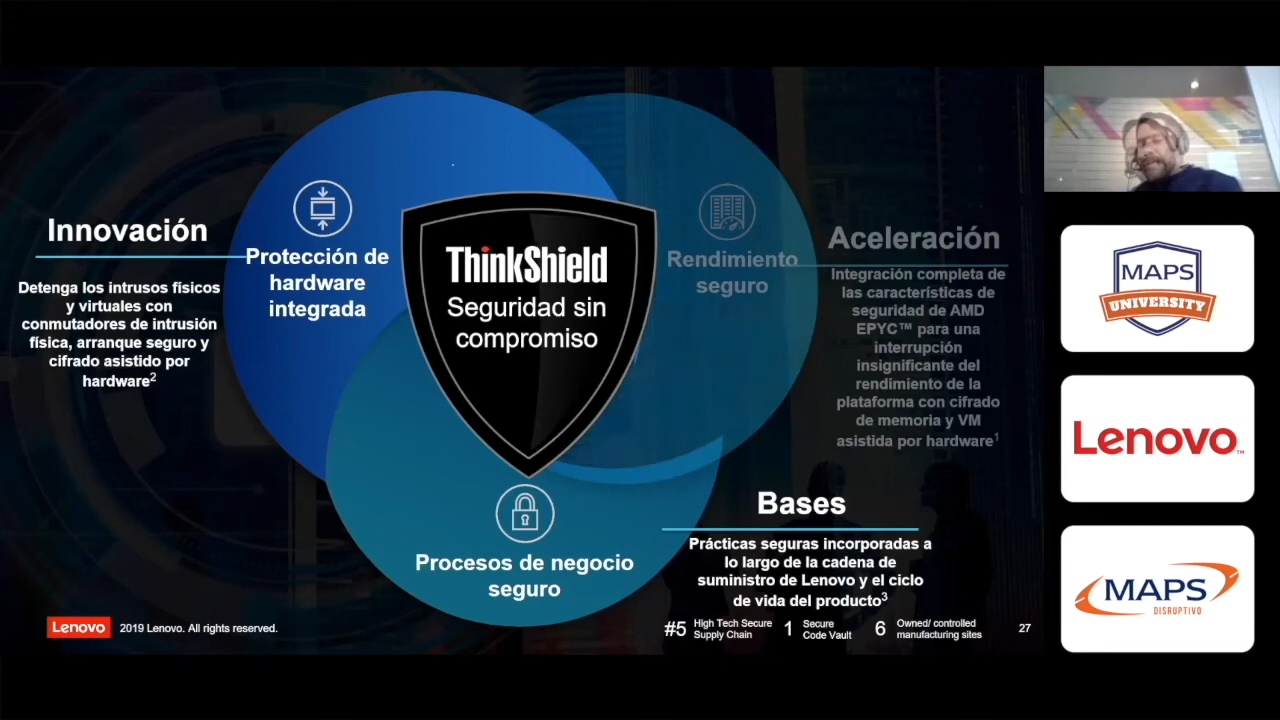 Innovación
Detenga los intrusos físicos
y virtuales con
conmutadores de intrusión
física, arranque seguro y
cifrado asistido por
hardware2
Protección de
hardware
integrada
ThinkShield
Seguridad sin
compromiso
Rendimiento
seguro
Aceleración
Integración completa de
las características de
seguridad de AMD
EPYC™ para una
interrupción
insignificante del
rendimiento de la
plataforma con cifrado
de memoria y VM
asistida por hardware1
Procesos de negocio
seguro
Bases
Prácticas seguras incorporadas a
lo largo de la cadena de
suministro de Lenovo y el ciclo
de vida del producto3
Lenovo
2019 Lenovo. All rights reserved.
#5 High Tech Secure
Supply Chain
1 Secure
Code Vault
6 Owned/ controlled
manufacturing sites
27
MAPS
UNIVERSITY
Lenovo™
MAPS
DISRUPTIVO